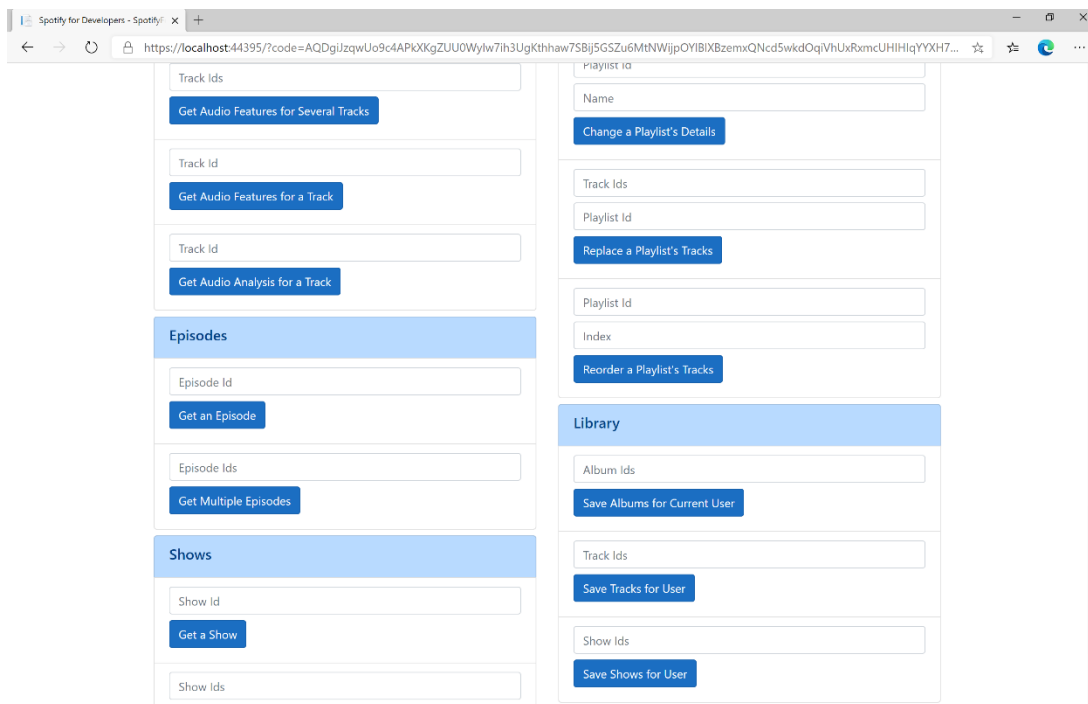 Spotify for Developers - Spotify
https://localhost:44395/?code=AQDgiJzqwUo9c4APkXKgZUU0Wylw7ih3UgKthhaw7SBij5GSZu6MtNWijpOYIBIXBzemxQNcd5wkdOqiVhUxRxmcUHIHIqYYXH7...
Track Ids
Get Audio Features for Several Tracks
Track Id
Get Audio Features for a Track
Track Id
Get Audio Analysis for a Track
Episodes
Episode Id
Get an Episode
Episode Ids
Get Multiple Episodes
Shows
Show Id
Get a Show
Show Ids
Playlist Id
Name
Change a Playlist's Details
Track Ids
Playlist Id
Replace a Playlist's Tracks
Playlist Id
Index
Reorder a Playlist's Tracks
Library
Album Ids
Save Albums for Current User
Track Ids
Save Tracks for User
Show Ids
Save Shows for User